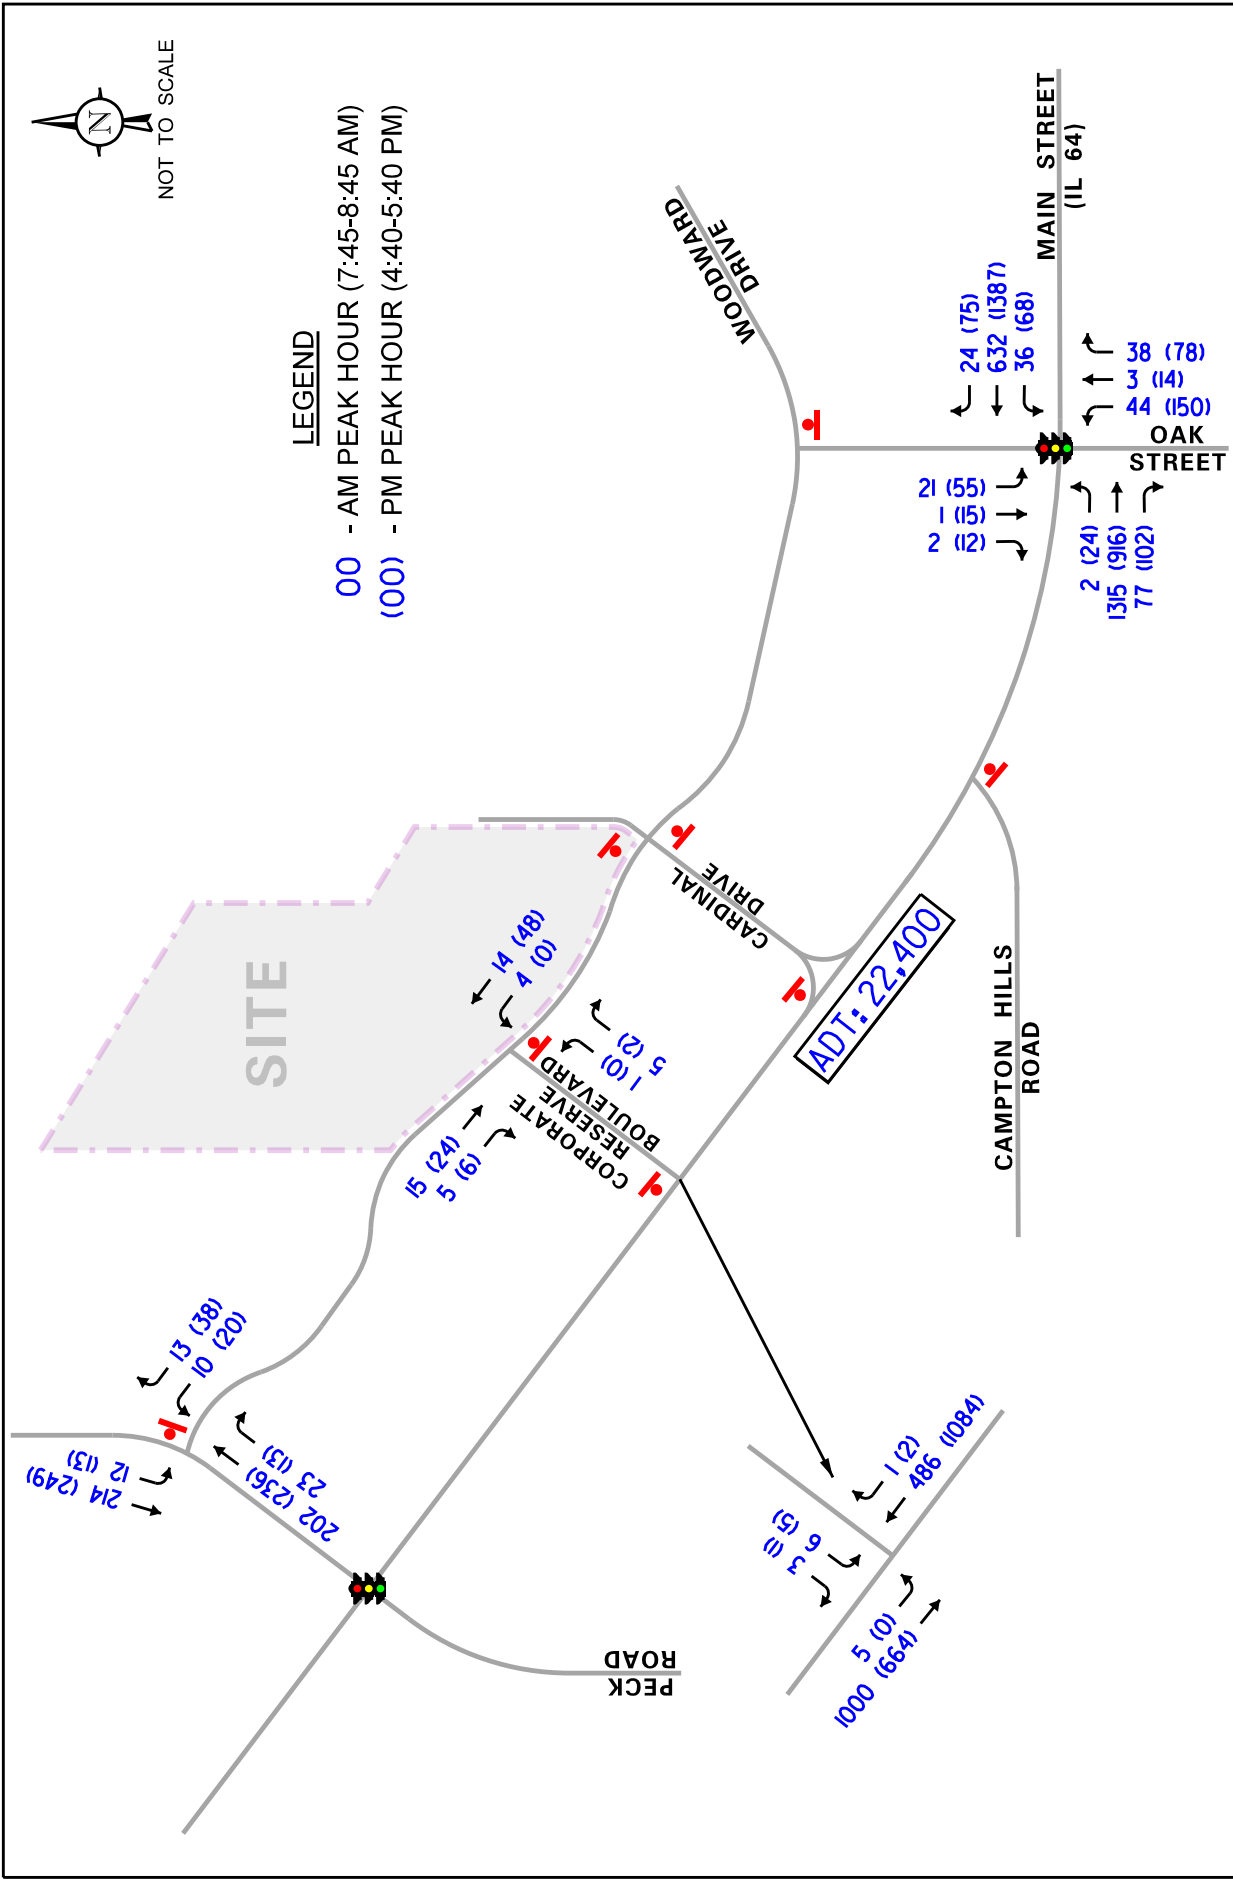 N
NOT TO SCALE
LEGEND
00 - AM PEAK HOUR (7:45-8:45 AM)
(00) - PM PEAK HOUR (4:40-5:40 PM)
SITE
WOODWARD
DRIVE
MAIN STREET
(IL 64)
24 (75)
632 (1387)
36 (68)
38 (78)
3 (14)
44 (150)
OAK
STREET
21 (55)
1 (15)
2 (12)
2 (24)
1315 (916)
77 (102)
CARDINAL
DRIVE
14 (48)
4 (0)
1 (0)
5 (2)
15 (24)
5 (6)
CORPORATE
RESERVE
BOULEVARD
ADT: 22,400
CAMPTON HILLS
ROAD
13 (38)
10 (20)
214 (249)
12 (13)
202 (236)
23 (13)
PECK
ROAD
3 (1)
6 (5)
1 (2)
486 (1084)
5 (0)
1000 (664)